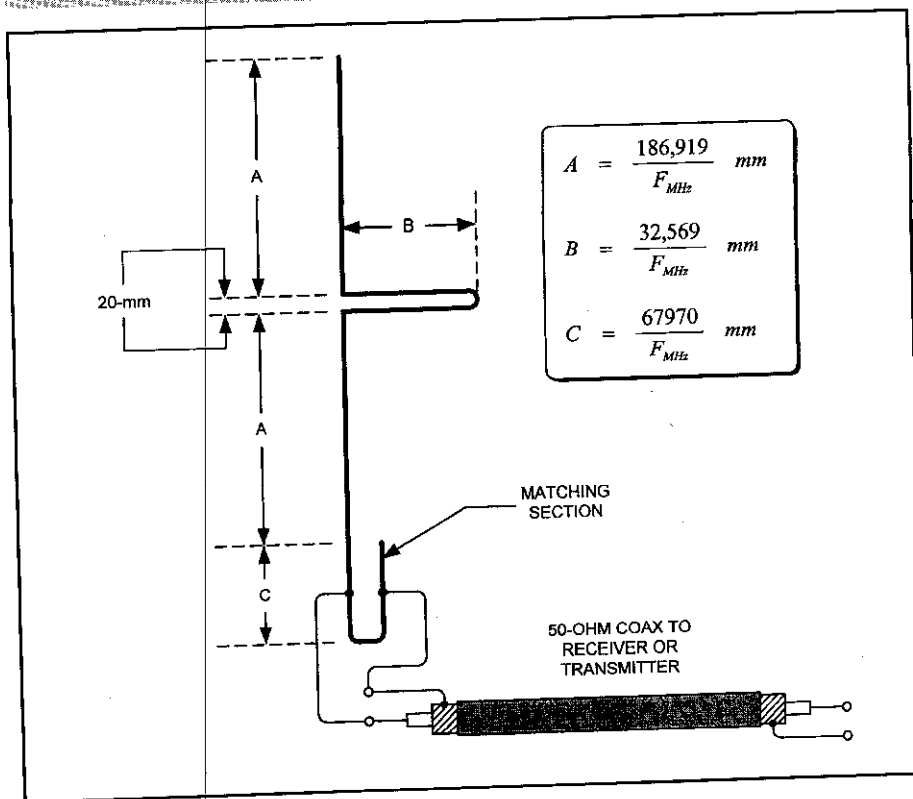 A
B
20-mm
A
C
A = 186,919 / F_MHz mm
B = 32,569 / F_MHz mm
C = 67970 / F_MHz mm
MATCHING
SECTION
50-OHM COAX TO
RECEIVER OR
TRANSMITTER